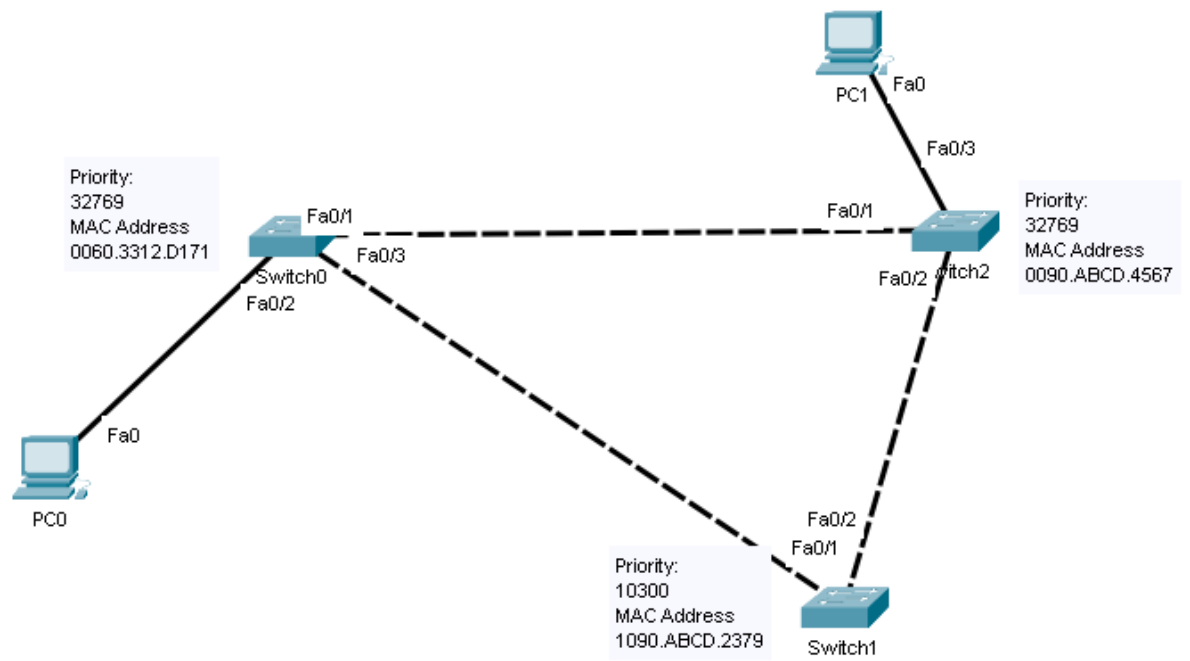 PC1
Fa0
Fa0/3
Priority:
32769
MAC Address
0060.3312.D171
Fa0/1
Fa0/3
Switch0
Fa0/2
Fa0/1
Fa0/2
itch2
Priority:
32769
MAC Address
0090.ABCD.4567
Fa0
PC0
Fa0/2
Fa0/1
Priority:
10300
MAC Address
1090.ABCD.2379
Switch1